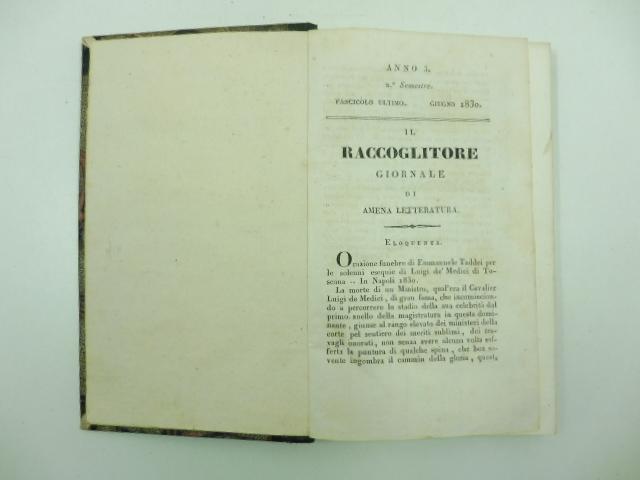 ANNO 3.
2.° Semestre.
FASCICOLO ULTIMO. GIUGNO 1830.
IL
RACCOGLITORE
GIORNALE
DI
AMENA LETTERATURA.
ELOQUENZA.
Orazione funebre di Emmanuele Taddei per
le solenni esequie di Luigi de' Medici di To-
scana – In Napoli 1830.
La morte di un Ministro, qual'era il Cavalier
Luigi de Medici, di gran fama, che incomincian-
do a percorrere lo stadio della sua celebrità dal
primo anello della magistratura in questa domi-
nante, giunse al rango elevato dei ministeri della
corte pel sentiero dei meriti sublimi, dei tra-
vagli onorati, non senza avere alcuna volta sof-
ferta la puntura di qualche spina, che ben so-
vente ingombra il cammin della gloria, questa,